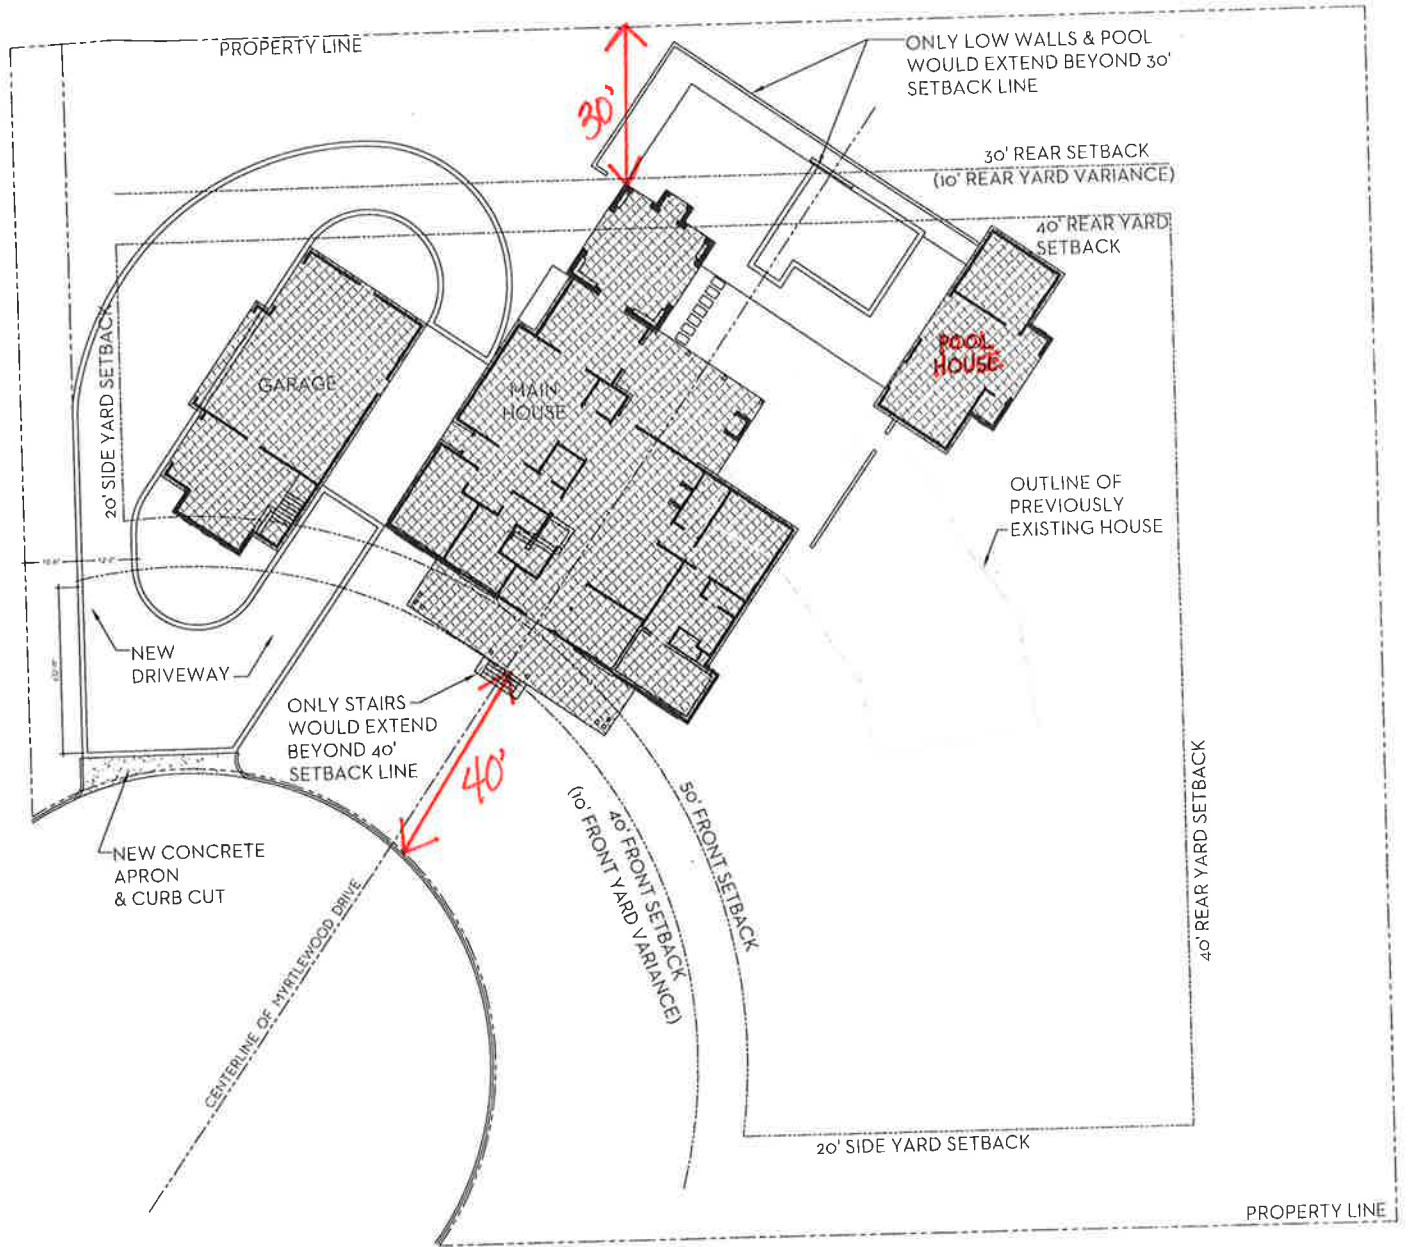 PROPERTY LINE
ONLY LOW WALLS & POOL
WOULD EXTEND BEYOND 30'
SETBACK LINE
30'
30' REAR SETBACK
(10' REAR YARD VARIANCE)
40' REAR YARD
SETBACK
20' SIDE YARD SETBACK
GARAGE
MAIN
HOUSE
POOL
HOUSE
OUTLINE OF
PREVIOUSLY
EXISTING HOUSE
NEW
DRIVEWAY
ONLY STAIRS
WOULD EXTEND
BEYOND 40'
SETBACK LINE
40'
50' FRONT SETBACK
40' FRONT SETBACK
(10' FRONT YARD VARIANCE)
40' REAR YARD SETBACK
NEW CONCRETE
APRON
& CURB CUT
CENTERLINE OF MYRTLEWOOD DRIVE
20' SIDE YARD SETBACK
PROPERTY LINE